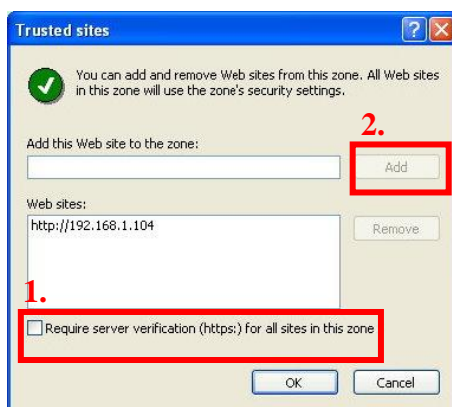 Trusted sites
You can add and remove Web sites from this zone. All Web sites
in this zone will use the zone's security settings.
2.
Add this Web site to the zone:
Add
Web sites:
http://192.168.1.104
Remove
1.
Require server verification (https:) for all sites in this zone
OK
Cancel